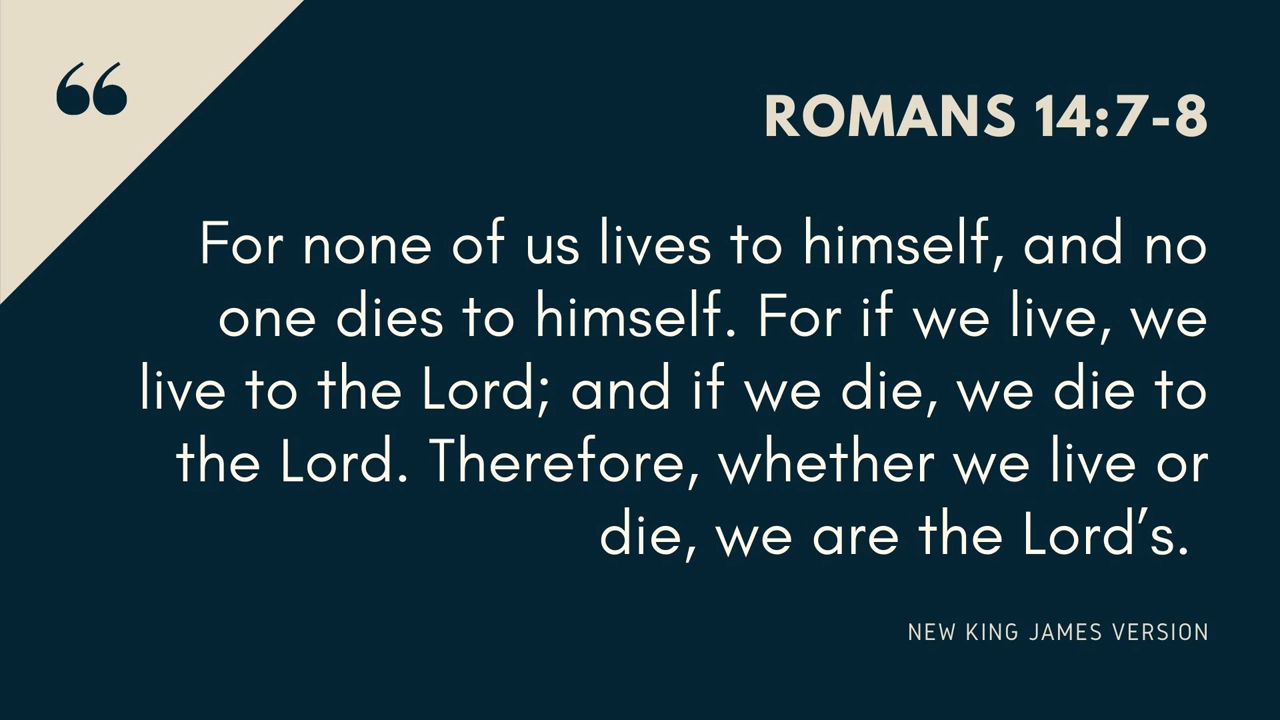 “
ROMANS 14:7-8
For none of us lives to himself, and no
one dies to himself. For if we live, we
live to the Lord; and if we die, we die to
the Lord. Therefore, whether we live or
die, we are the Lord’s.
NEW KING JAMES VERSION